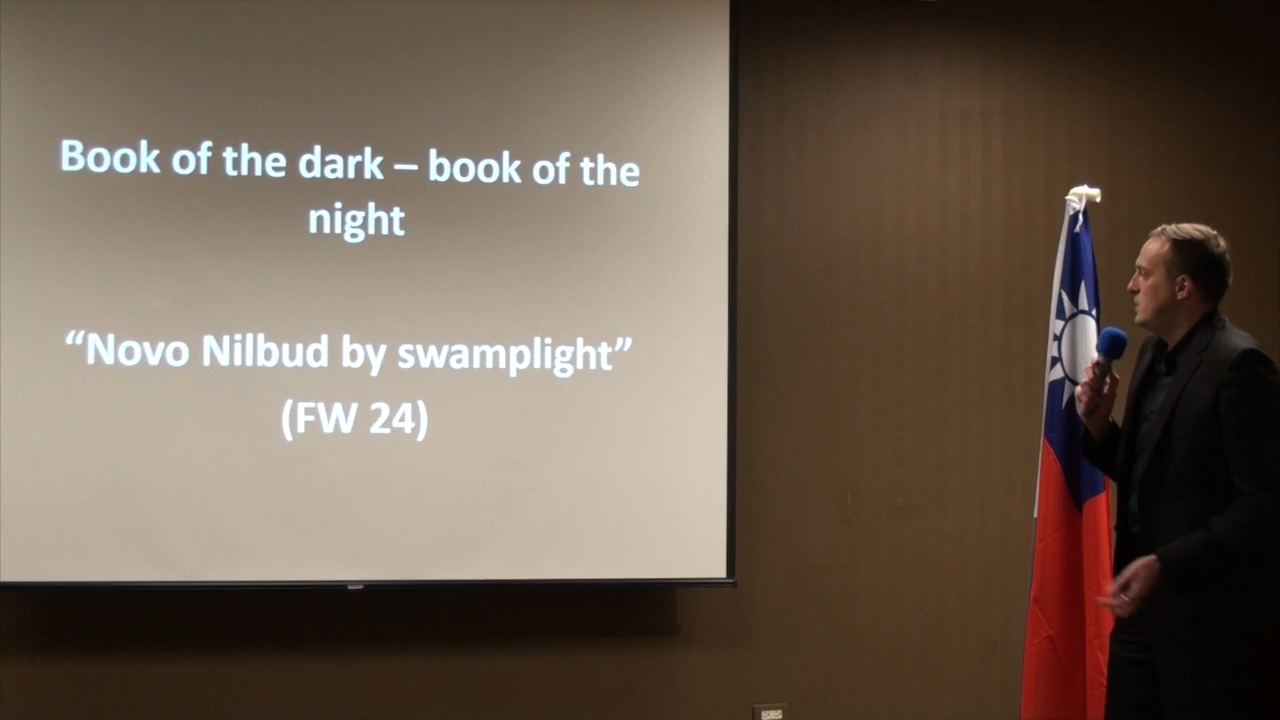 Book of the dark – book of the
night
“Novo Nilbud by swamplight”
(FW 24)